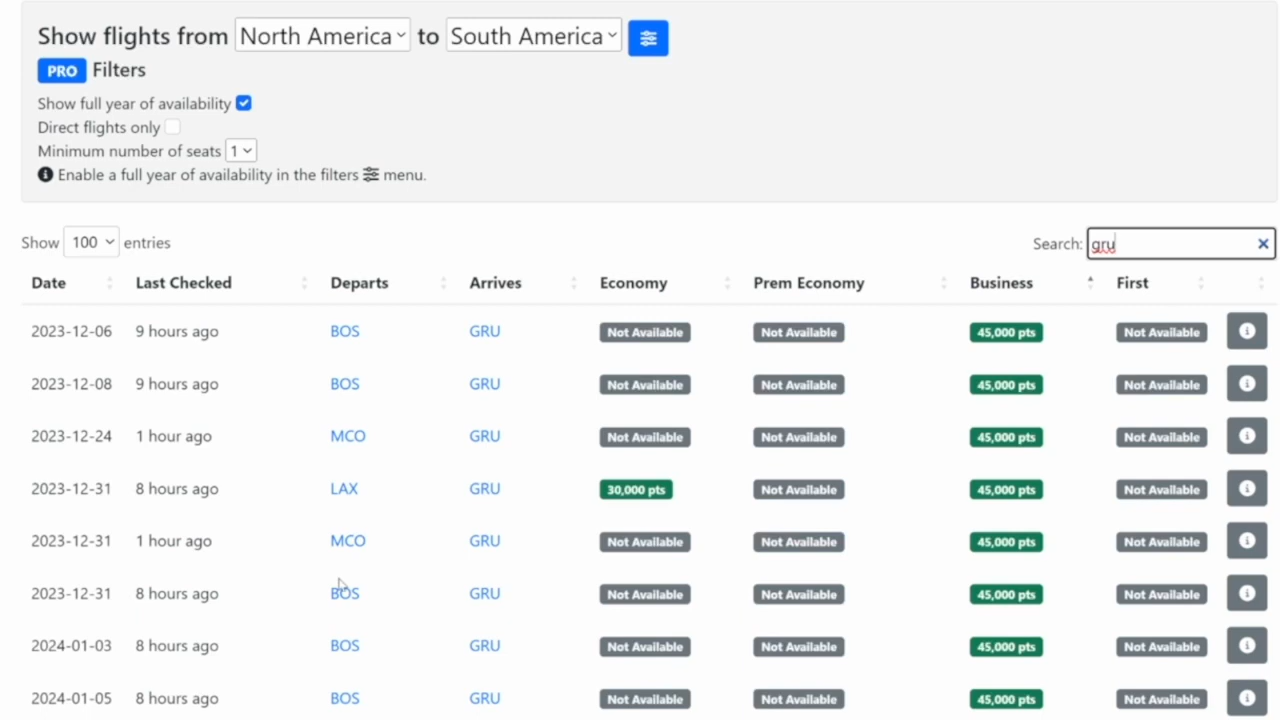 Show flights from North America to South America
PRO Filters
Show full year of availability
Direct flights only
Minimum number of seats 1
Enable a full year of availability in the filters menu.
Show 100 entries Search: gru
Date Last Checked Departs Arrives Economy Prem Economy Business First
2023-12-06 9 hours ago BOS GRU Not Available Not Available 45,000 pts Not Available
2023-12-08 9 hours ago BOS GRU Not Available Not Available 45,000 pts Not Available
2023-12-24 1 hour ago MCO GRU Not Available Not Available 45,000 pts Not Available
2023-12-31 8 hours ago LAX GRU 30,000 pts Not Available 45,000 pts Not Available
2023-12-31 1 hour ago MCO GRU Not Available Not Available 45,000 pts Not Available
2023-12-31 8 hours ago BOS GRU Not Available Not Available 45,000 pts Not Available
2024-01-03 8 hours ago BOS GRU Not Available Not Available 45,000 pts Not Available
2024-01-05 8 hours ago BOS GRU Not Available Not Available 45,000 pts Not Available